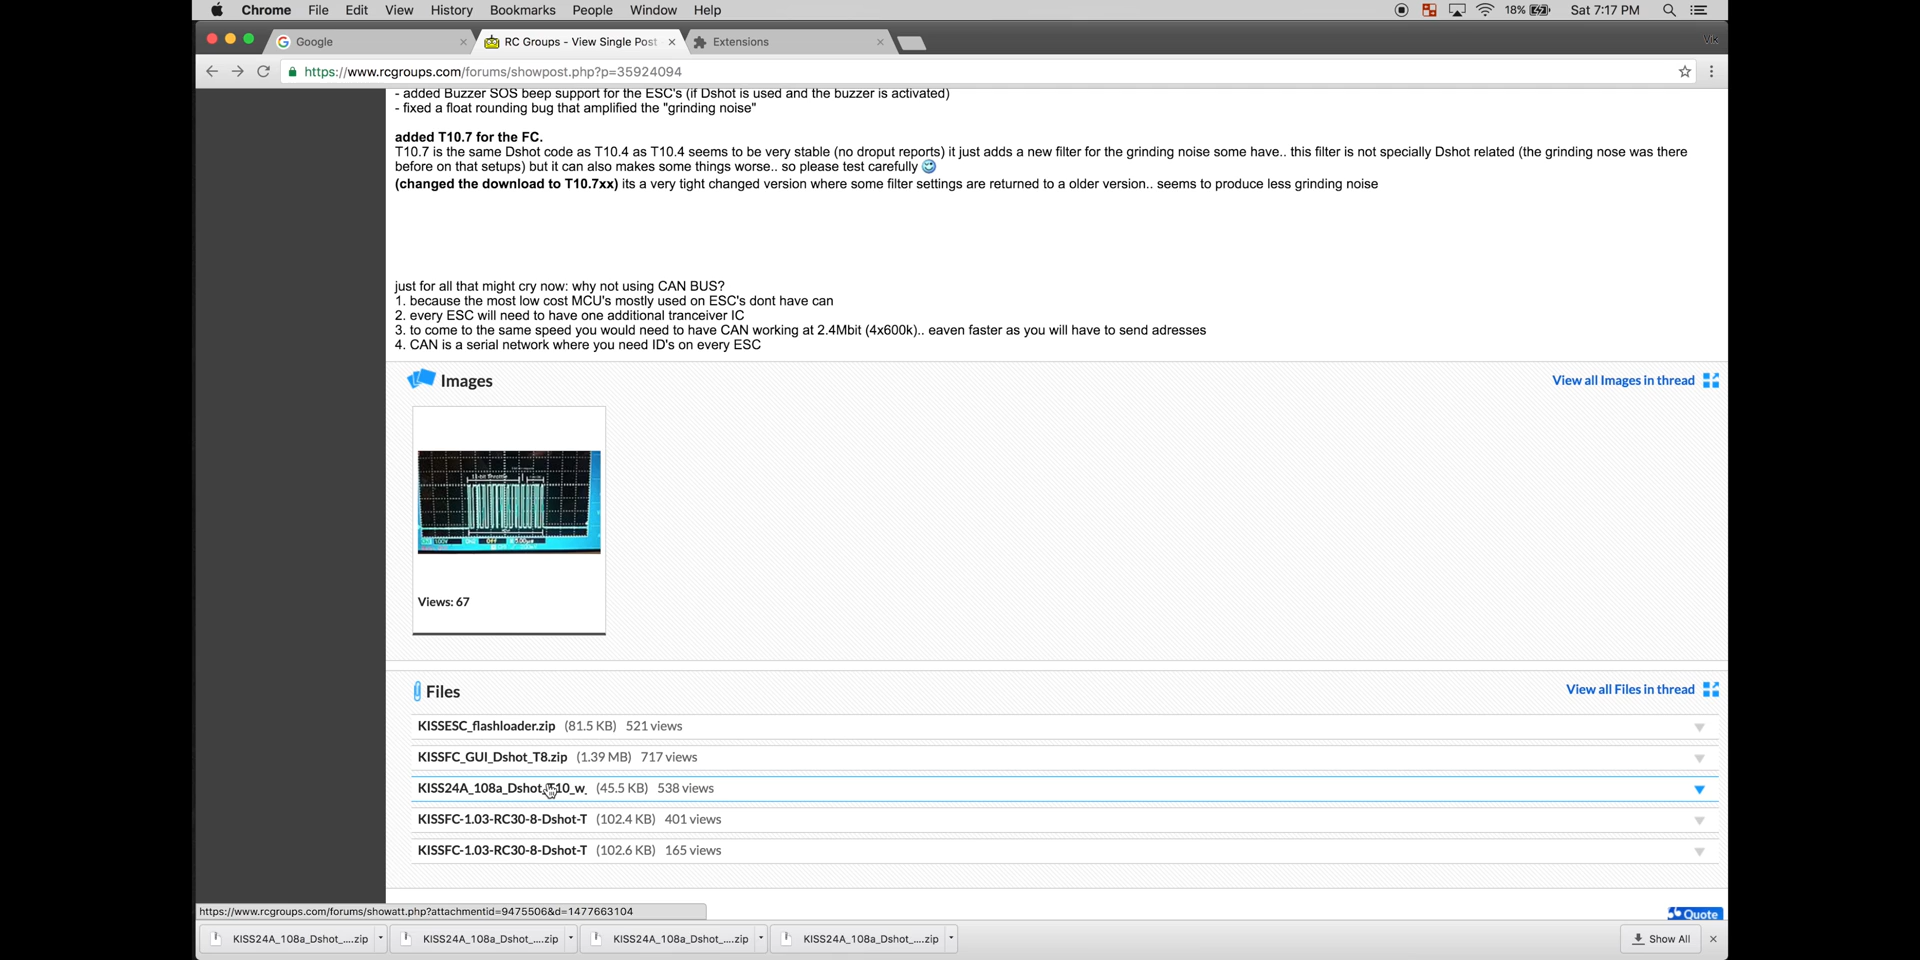 Chrome File Edit View History Bookmarks People Window Help
18% Sat 7:17 PM
Google
RC Groups - View Single Post
Extensions
Vik
https://www.rcgroups.com/forums/showpost.php?p=35924094
- added Buzzer SOS beep support for the ESC's (if Dshot is used and the buzzer is activated)
- fixed a float rounding bug that amplified the "grinding noise"
added T10.7 for the FC.
T10.7 is the same Dshot code as T10.4 as T10.4 seems to be very stable (no droput reports) it just adds a new filter for the grinding noise some have.. this filter is not specially Dshot related (the grinding nose was there
before on that setups) but it can also makes some things worse.. so please test carefully
(changed the download to T10.7xx) its a very tight changed version where some filter settings are returned to a older version.. seems to produce less grinding noise
just for all that might cry now: why not using CAN BUS?
1. because the most low cost MCU's mostly used on ESC's dont have can
2. every ESC will need to have one additional tranceiver IC
3. to come to the same speed you would need to have CAN working at 2.4Mbit (4x600k).. eaven faster as you will have to send adresses
4. CAN is a serial network where you need ID's on every ESC
Images
View all Images in thread
11-bit Throttle
Off
Views: 67
Files
View all Files in thread
KISSESC_flashloader.zip (81.5 KB) 521 views
KISSFC_GUI_Dshot_T8.zip (1.39 MB) 717 views
KISS24A_108a_Dshot_T10_w_ (45.5 KB) 538 views
KISSFC-1.03-RC30-8-Dshot-T (102.4 KB) 401 views
KISSFC-1.03-RC30-8-Dshot-T (102.6 KB) 165 views
https://www.rcgroups.com/forums/showatt.php?attachmentid=9475506&d=1477663104
Quote
KISS24A_108a_Dshot_....zip
KISS24A_108a_Dshot_....zip
KISS24A_108a_Dshot_....zip
KISS24A_108a_Dshot_....zip
Show All